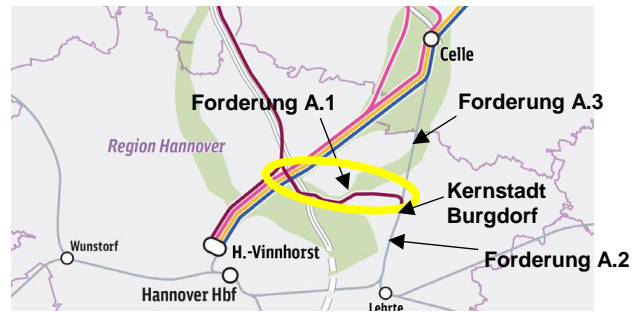 Celle
Forderung A.1
Forderung A.3
Region Hannover
Kernstadt
Burgdorf
Wunstorf
H.-Vinnhorst
Forderung A.2
Hannover Hbf
Lehrte